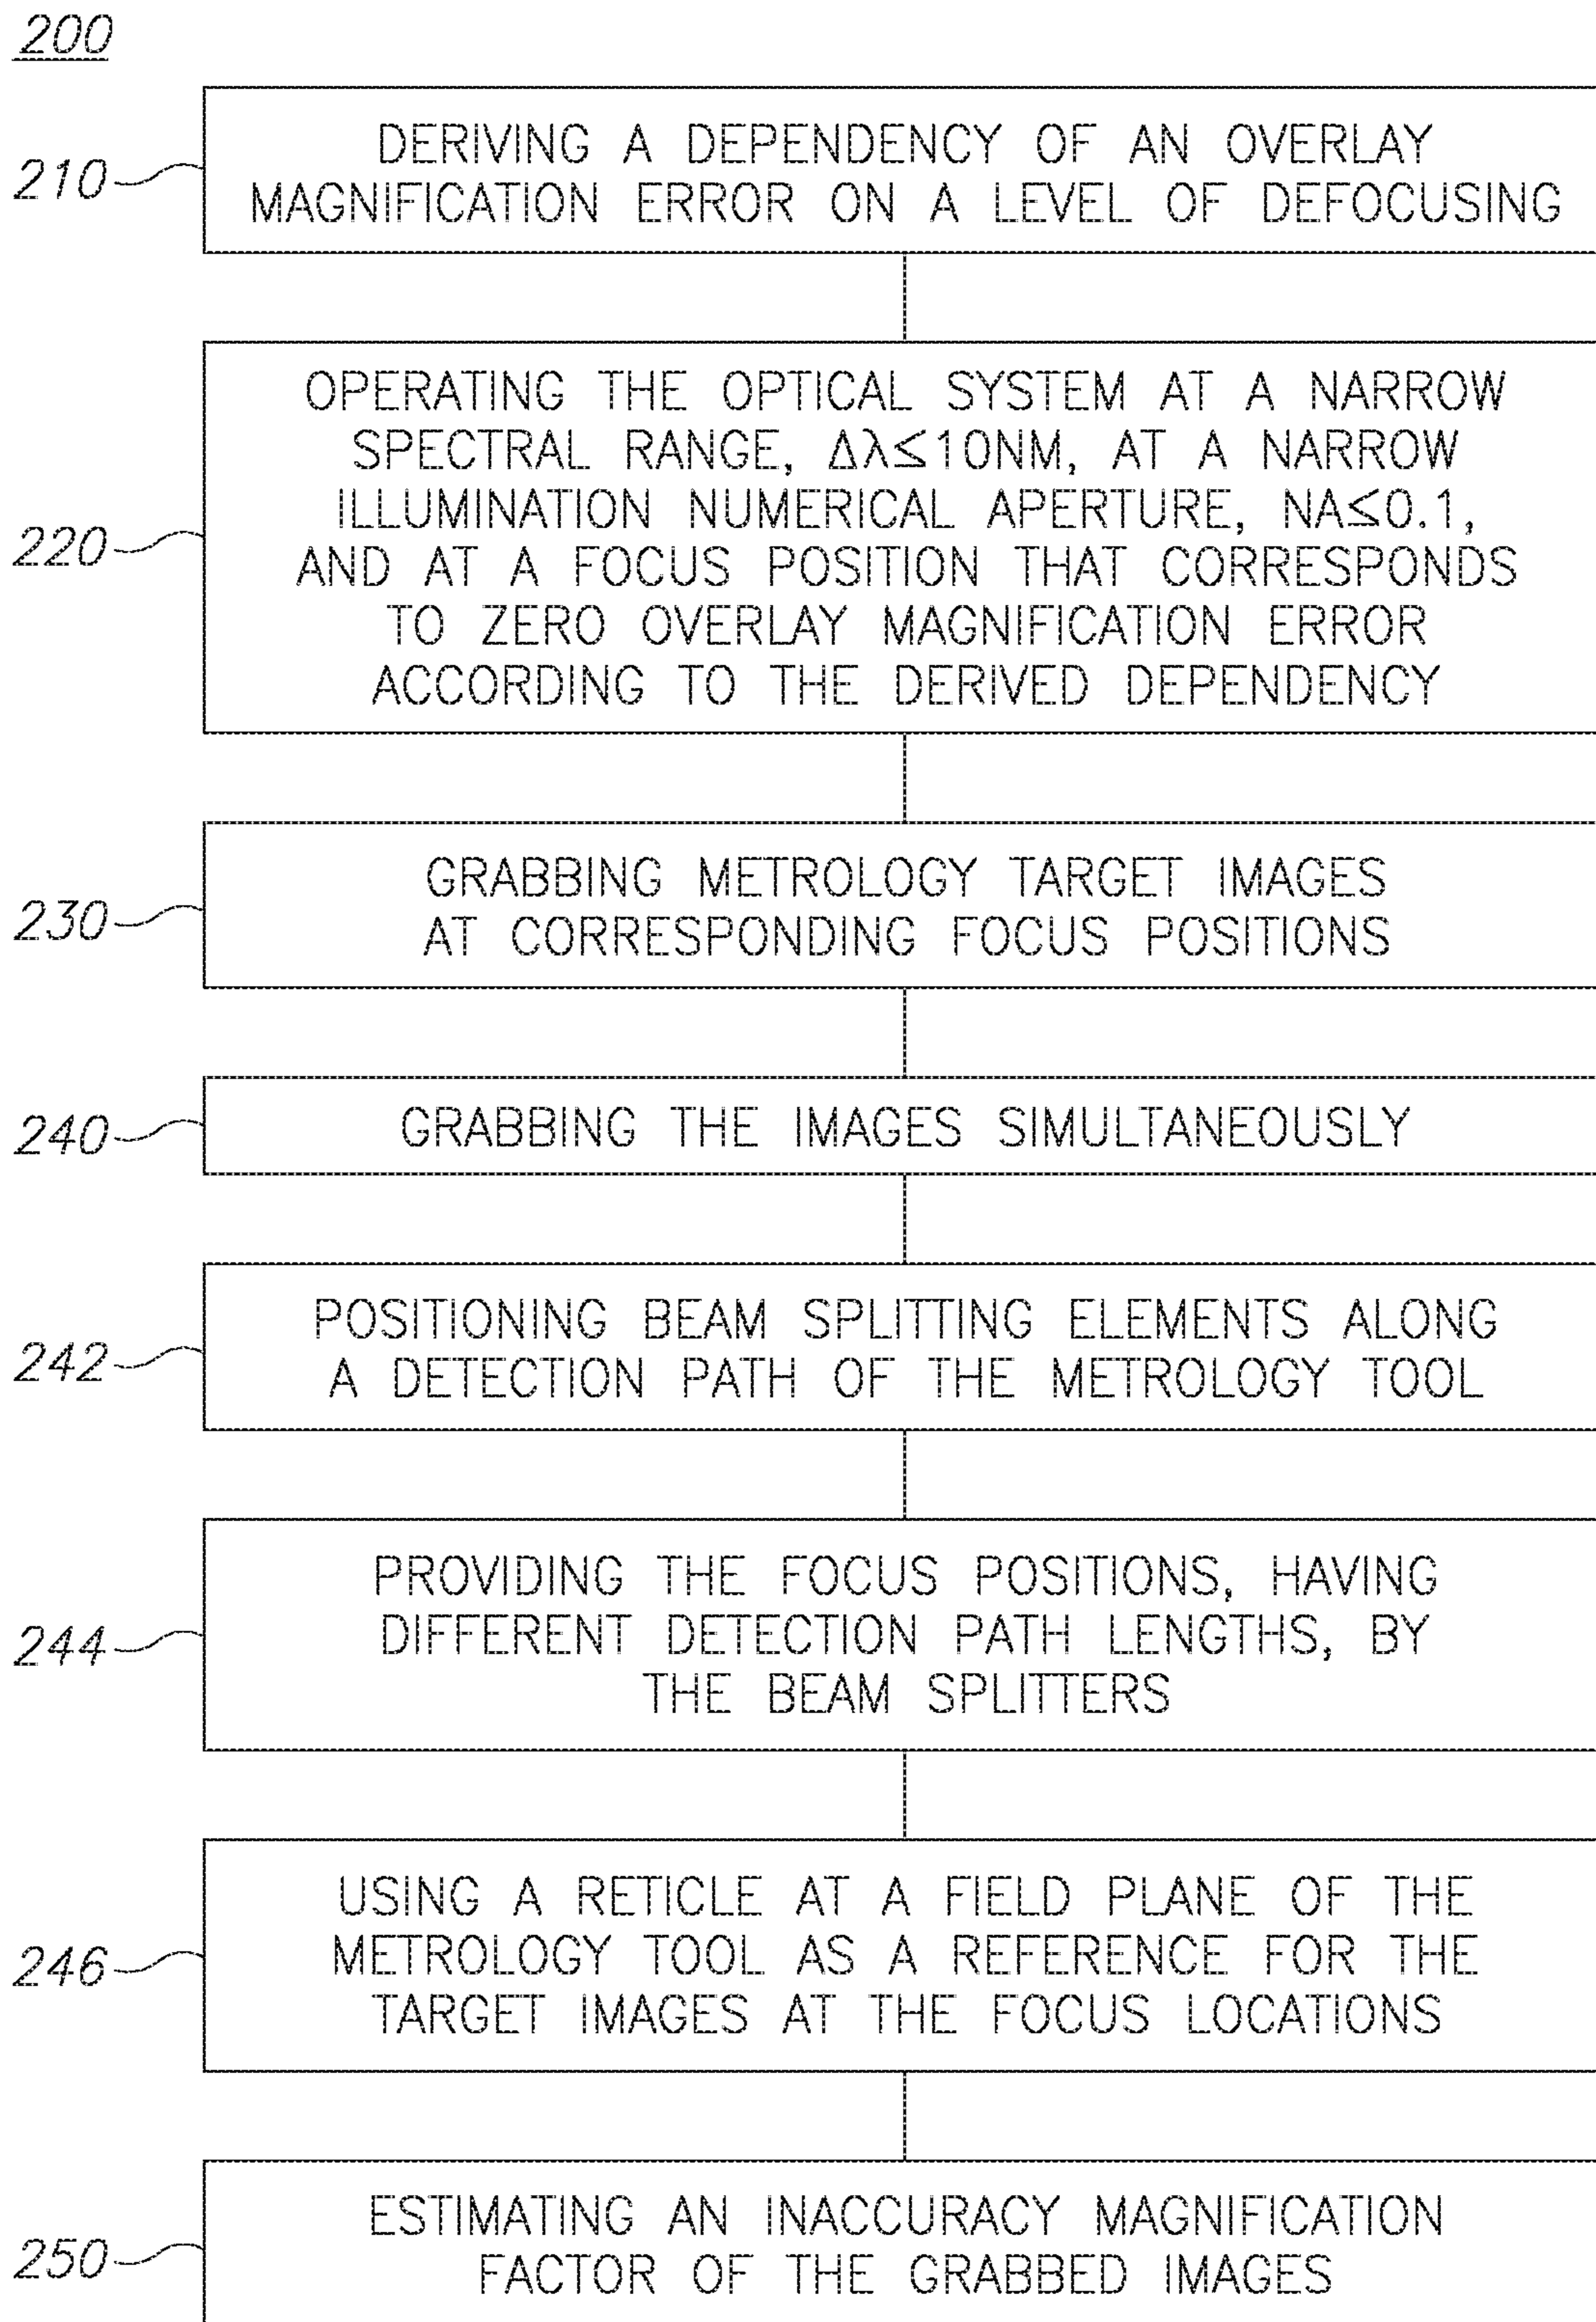 200
210
DERIVING A DEPENDENCY OF AN OVERLAY
MAGNIFICATION ERROR ON A LEVEL OF DEFOCUSING
220
OPERATING THE OPTICAL SYSTEM AT A NARROW
SPECTRAL RANGE, Δλ≤10NM, AT A NARROW
ILLUMINATION NUMERICAL APERTURE, NA≤0.1,
AND AT A FOCUS POSITION THAT CORRESPONDS
TO ZERO OVERLAY MAGNIFICATION ERROR
ACCORDING TO THE DERIVED DEPENDENCY
230
GRABBING METROLOGY TARGET IMAGES
AT CORRESPONDING FOCUS POSITIONS
240
GRABBING THE IMAGES SIMULTANEOUSLY
242
POSITIONING BEAM SPLITTING ELEMENTS ALONG
A DETECTION PATH OF THE METROLOGY TOOL
244
PROVIDING THE FOCUS POSITIONS, HAVING
DIFFERENT DETECTION PATH LENGTHS, BY
THE BEAM SPLITTERS
246
USING A RETICLE AT A FIELD PLANE OF THE
METROLOGY TOOL AS A REFERENCE FOR THE
TARGET IMAGES AT THE FOCUS LOCATIONS
250
ESTIMATING AN INACCURACY MAGNIFICATION
FACTOR OF THE GRABBED IMAGES